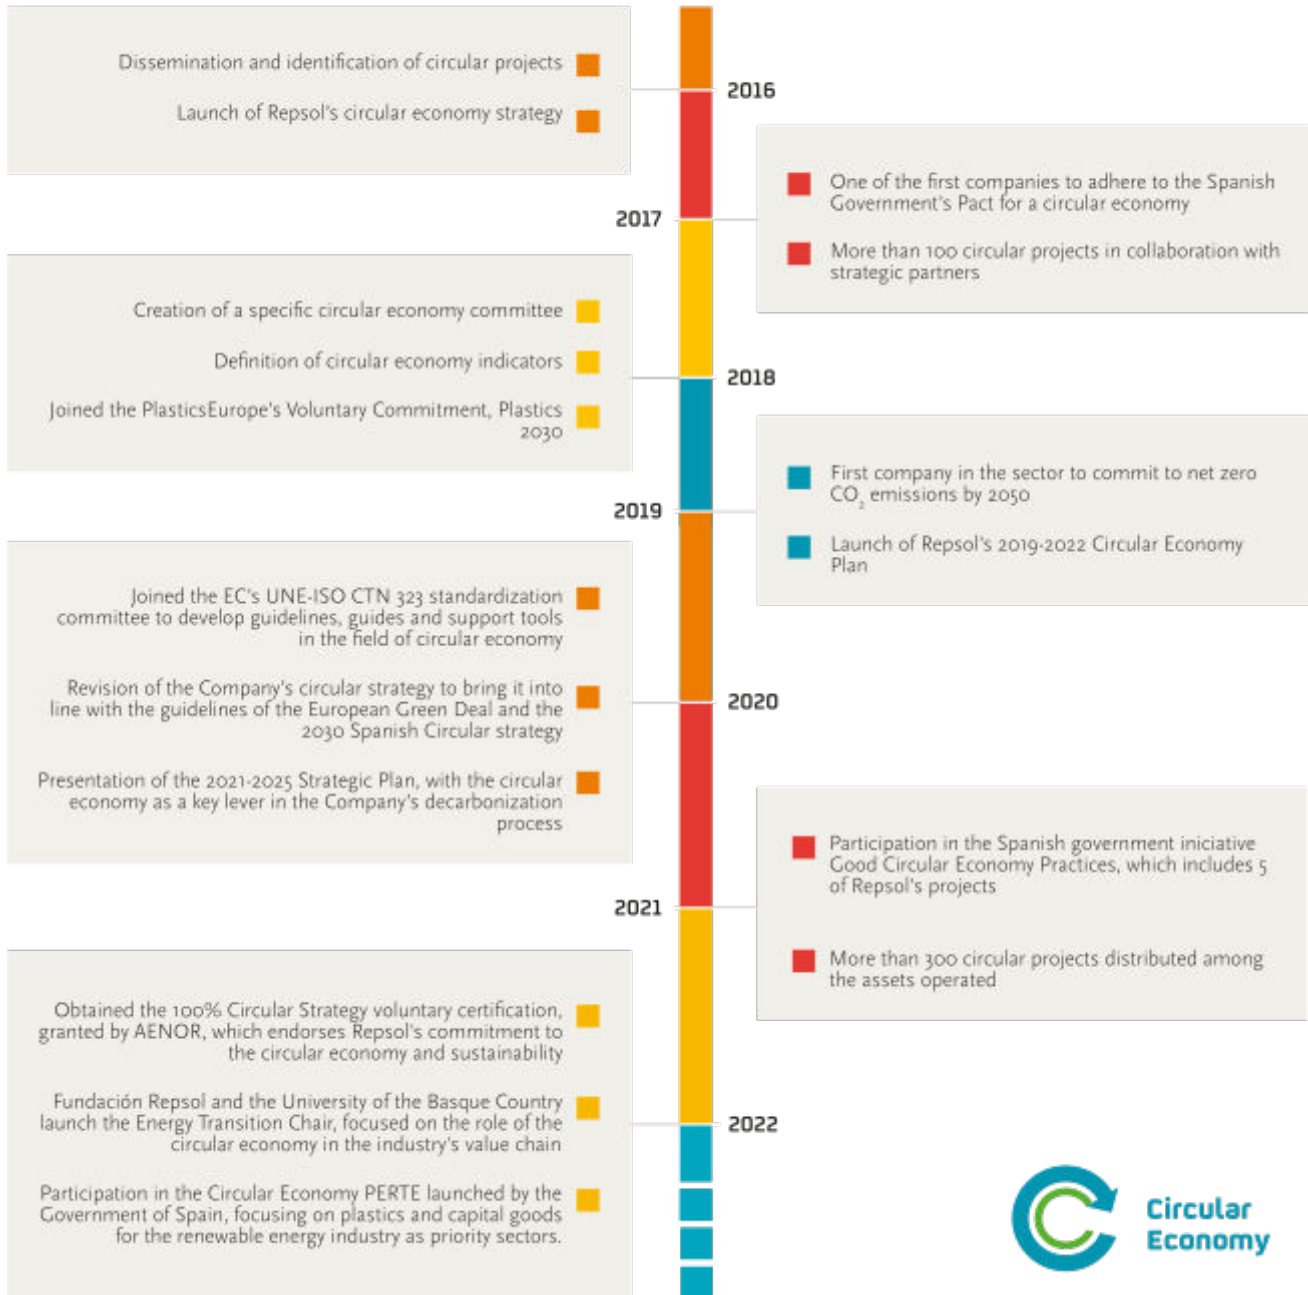 Dissemination and identification of circular projects
Launch of Repsol's circular economy strategy
2016
One of the first companies to adhere to the Spanish
Government's Pact for a circular economy
More than 100 circular projects in collaboration with
strategic partners
2017
Creation of a specific circular economy committee
Definition of circular economy indicators
Joined the PlasticsEurope's Voluntary Commitment, Plastics
2030
2018
First company in the sector to commit to net zero
CO₂ emissions by 2050
Launch of Repsol's 2019-2022 Circular Economy
Plan
2019
Joined the EC's UNE-ISO CTN 323 standardization
committee to develop guidelines, guides and support tools
in the field of circular economy
Revision of the Company's circular strategy to bring it into
line with the guidelines of the European Green Deal and the
2030 Spanish Circular strategy
Presentation of the 2021-2025 Strategic Plan, with the circular
economy as a key lever in the Company's decarbonization
process
2020
Participation in the Spanish government iniciative
Good Circular Economy Practices, which includes 5
of Repsol's projects
More than 300 circular projects distributed among
the assets operated
2021
Obtained the 100% Circular Strategy voluntary certification,
granted by AENOR, which endorses Repsol's commitment to
the circular economy and sustainability
Fundación Repsol and the University of the Basque Country
launch the Energy Transition Chair, focused on the role of the
circular economy in the industry's value chain
Participation in the Circular Economy PERTE launched by the
Government of Spain, focusing on plastics and capital goods
for the renewable energy industry as priority sectors.
2022
Circular
Economy